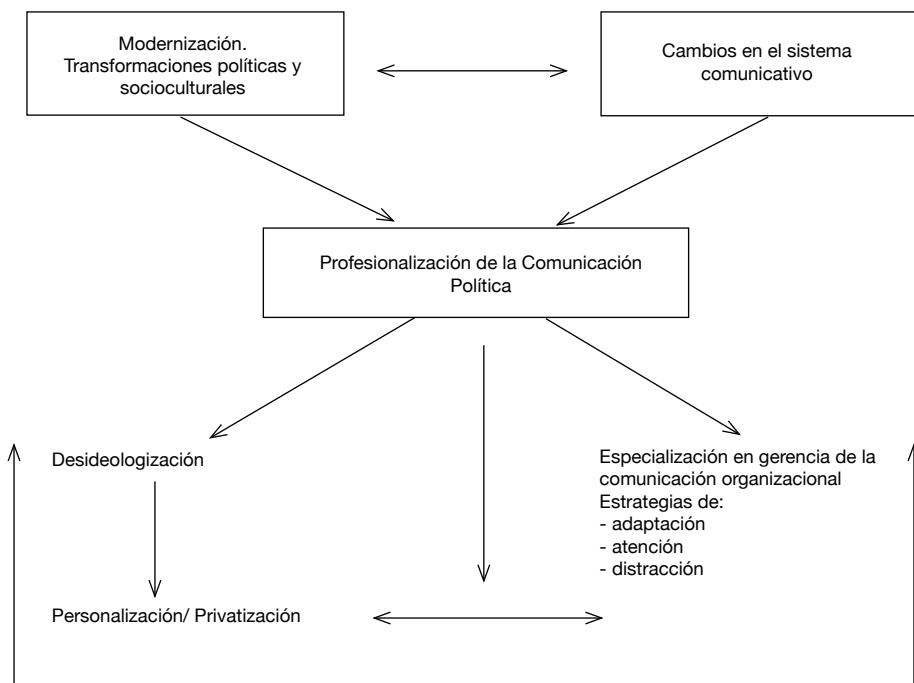 Modernización.
Transformaciones políticas y
socioculturales
Cambios en el sistema
comunicativo
Profesionalización de la Comunicación
Política
Desideologización
Especialización en gerencia de la
comunicación organizacional
Estrategias de:
- adaptación
- atención
- distracción
Personalización/ Privatización